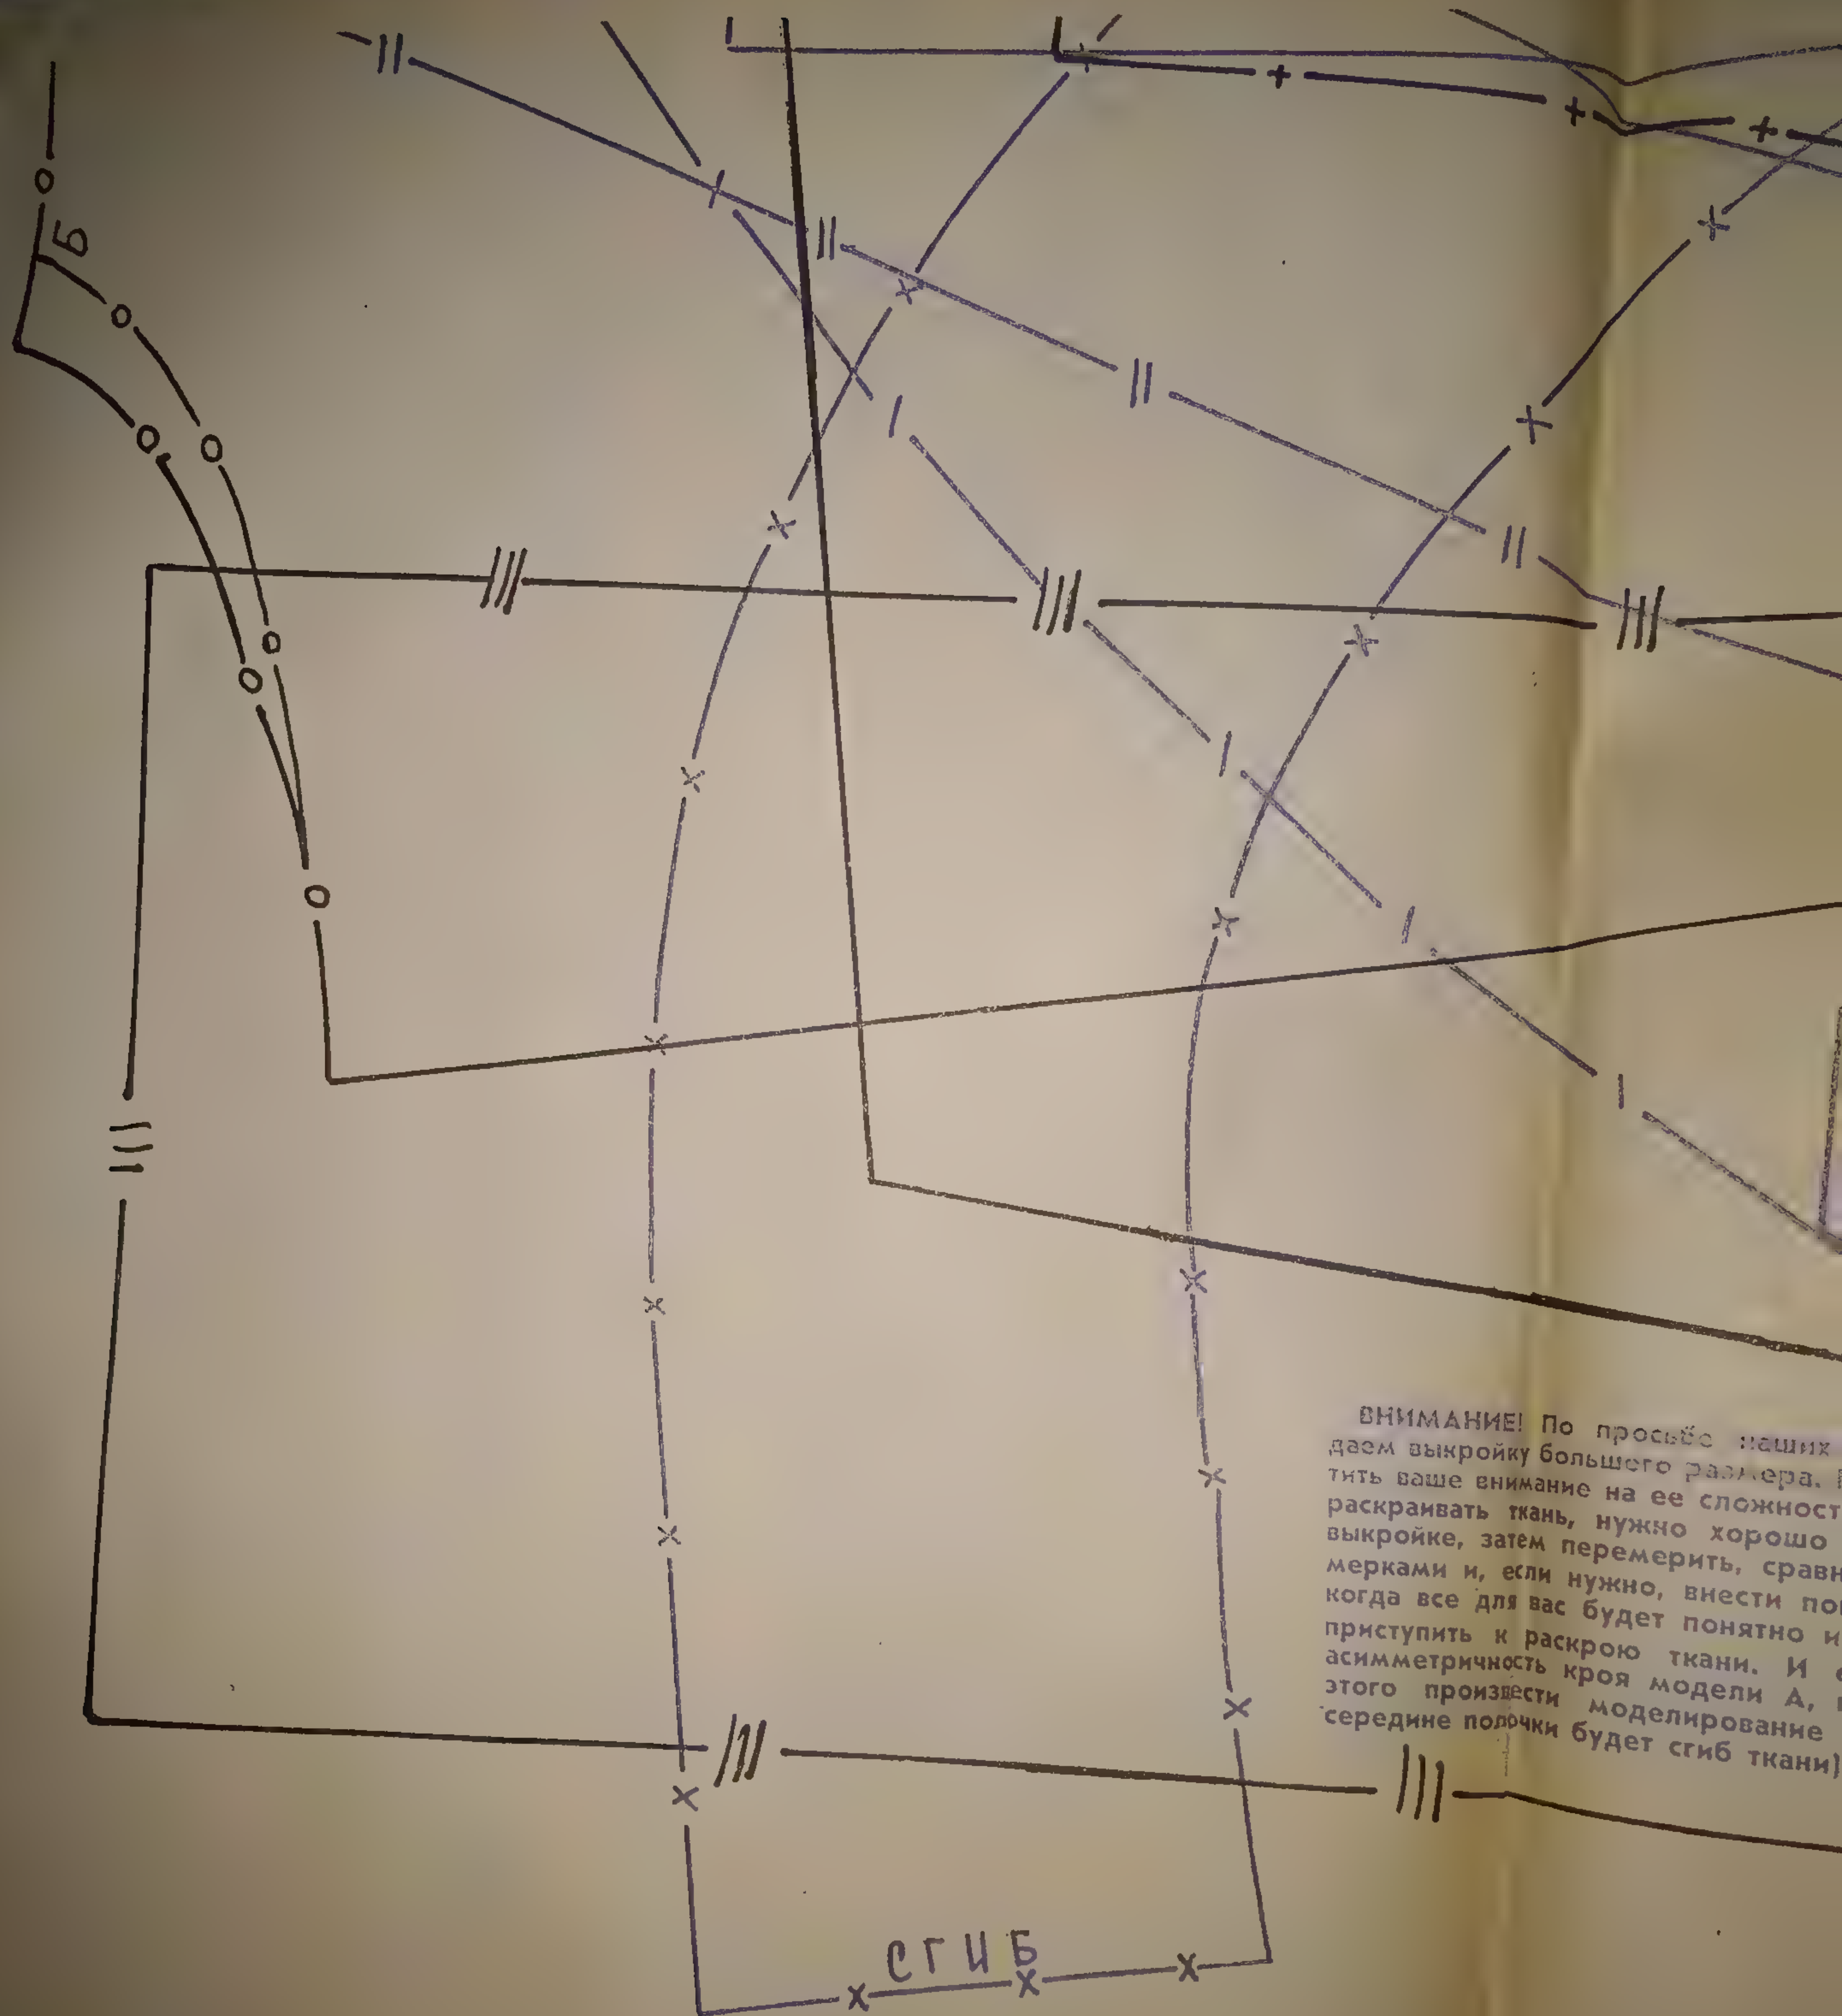 Б
ВНИМАНИЕ! По просьбе наших
даем выкройку большого размера.
тить ваше внимание на ее сложност
раскраивать ткань, нужно хорошо
выкройке, затем перемерить, сравн
мерками и, если нужно, внести
когда все для вас будет понятно и
приступить к раскрою ткани. И
асимметричность кроя модели А,
этого произвести моделирование
середине полочки будет сгиб ткани)
СГИБ